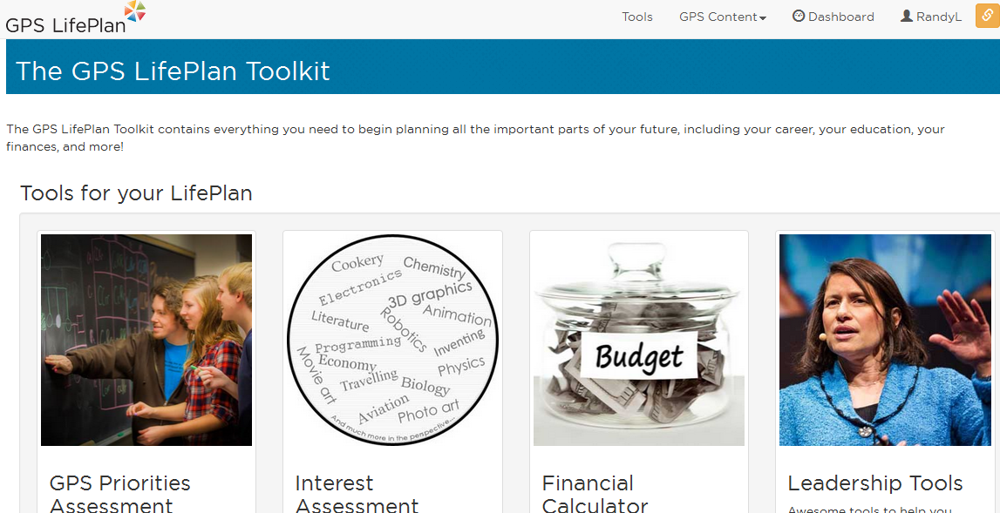 GPS LifePlan
Tools GPS Content Dashboard RandyL
The GPS LifePlan Toolkit
The GPS LifePlan Toolkit contains everything you need to begin planning all the important parts of your future, including your career, your education, your
finances, and more!
Tools for your LifePlan
Cookery
Chemistry
Electronics
3D graphics
Literature
Robotics
Animation
Programming
Inventing
Movie art
Economy
Physics
Travelling
Biology
Aviation
Photo art
And much more in the perspective...
Budget
GPS Priorities
Assessment
Interest
Assessment
Financial
Calculator
Leadership Tools
Awesome tools to help you